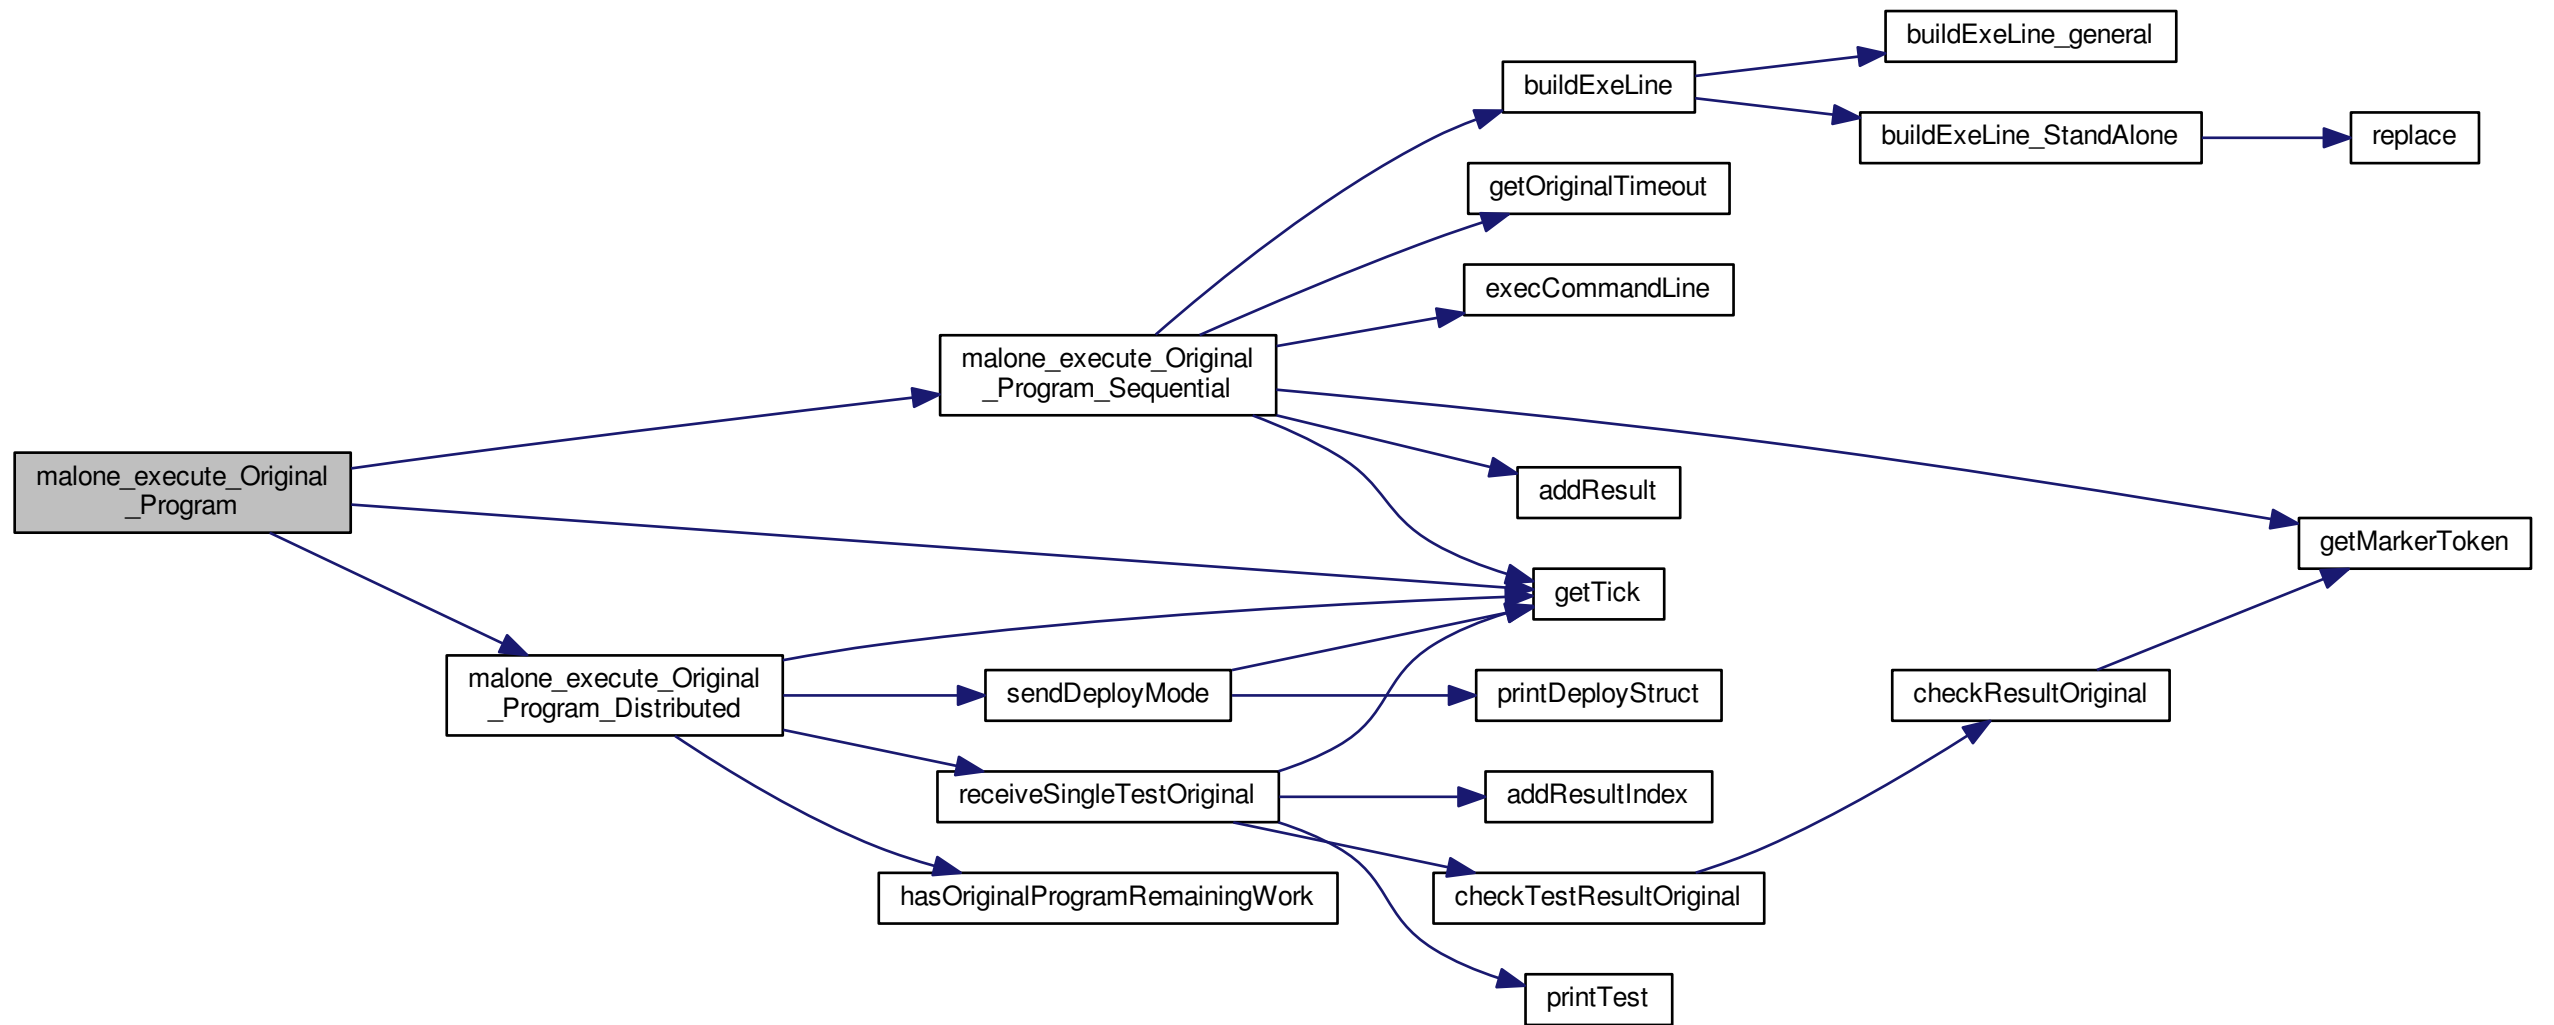 buildExeLine_general
buildExeLine
buildExeLine_StandAlone
replace
getOriginalTimeout
execCommandLine
malone_execute_Original
_Program_Sequential
malone_execute_Original
_Program
addResult
getMarkerToken
getTick
malone_execute_Original
_Program_Distributed
sendDeployMode
printDeployStruct
checkResultOriginal
receiveSingleTestOriginal
addResultIndex
hasOriginalProgramRemainingWork
checkTestResultOriginal
printTest